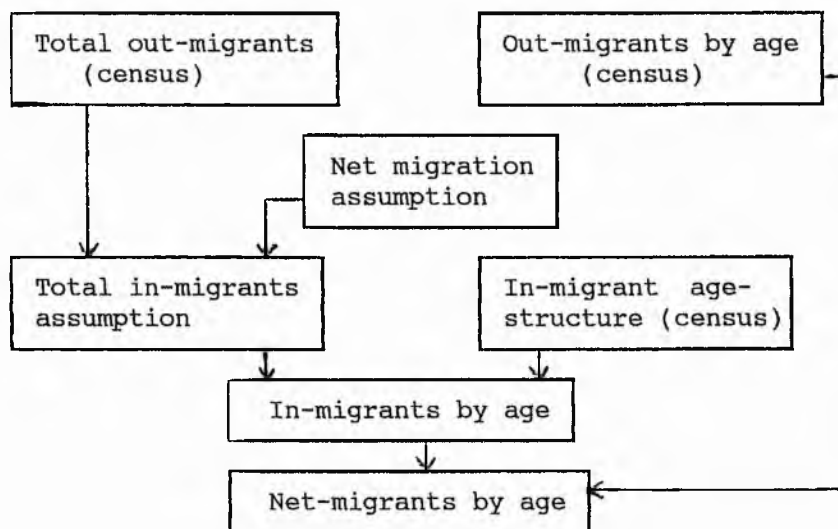 Total out-migrants
(census)
Out-migrants by age
(census)
Net migration
assumption
Total in-migrants
assumption
In-migrant age-
structure (census)
In-migrants by age
Net-migrants by age